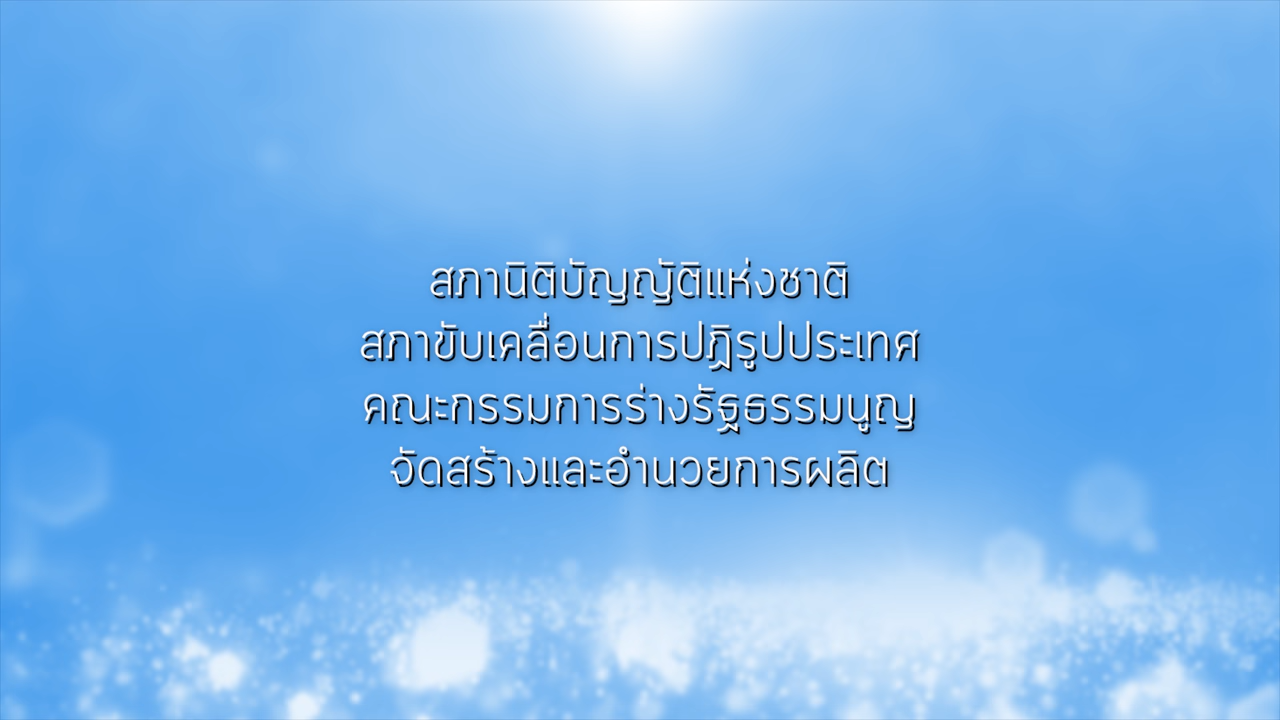 สภานิติบัญญัติแห่งชาติ
สภาขับเคลื่อนการปฏิรูปประเทศ
คณะกรรมการร่างรัฐธรรมนูญ
จัดสร้างและอำนวยการผลิต